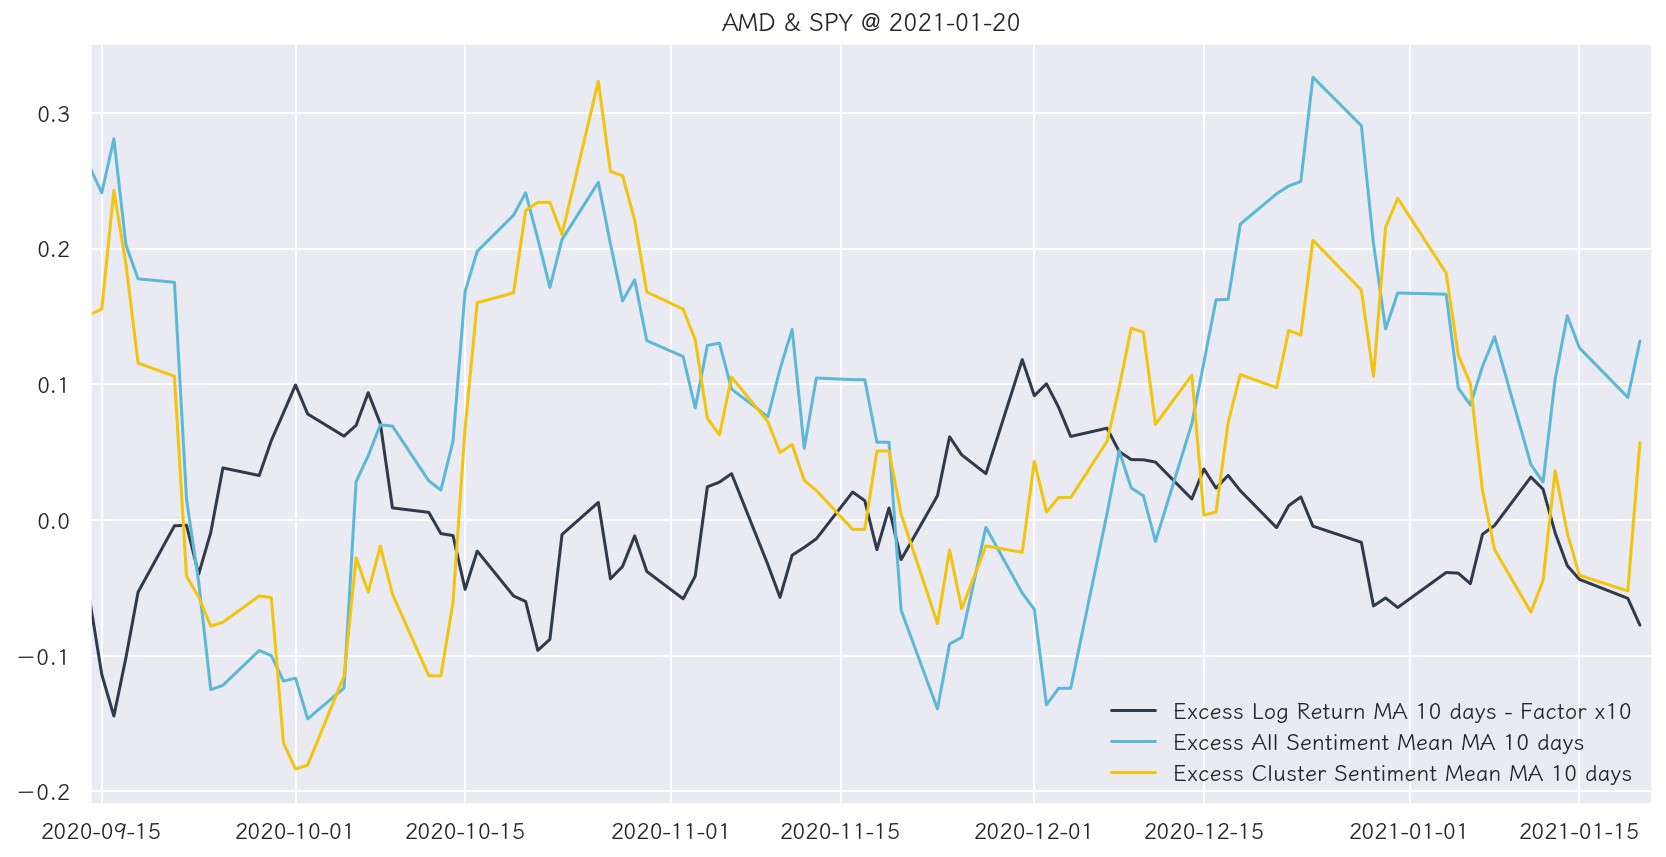 AMD & SPY @ 2021-01-20
0.3
0.2
0.1
0.0
−0.1
−0.2
Excess Log Return MA 10 days - Factor x10
Excess All Sentiment Mean MA 10 days
Excess Cluster Sentiment Mean MA 10 days
2020-09-15 2020-10-01 2020-10-15 2020-11-01 2020-11-15 2020-12-01 2020-12-15 2021-01-01 2021-01-15